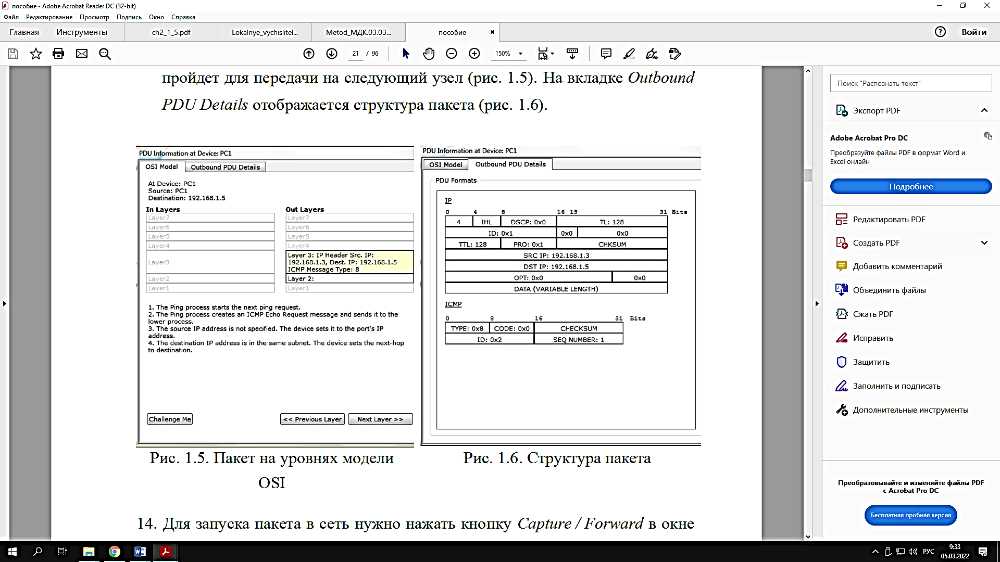 пособие - Adobe Acrobat Reader DC (32-bit)
Файл Редактирование Просмотр Подпись Окно Справка
Главная Инструменты ch2_1_5.pdf Lokalnye_vychislitel... Metod_МДК.03.03... пособие
Войти
21 / 96 150%
пройдет для передачи на следующий узел (рис. 1.5). На вкладке Outbound
PDU Details отображается структура пакета (рис. 1.6).
PDU Information at Device: PC1
OSI Model Outbound PDU Details
At Device: PC1
Source: PC1
Destination: 192.168.1.5
In Layers
Layer7
Layer6
Layer5
Layer4
Layer3
Layer2
Layer1
Out Layers
Layer7
Layer6
Layer5
Layer4
Layer 3: IP Header Src. IP:
192.168.1.3, Dest. IP: 192.168.1.5
ICMP Message Type: 8
Layer 2:
Layer1
1. The Ping process starts the next ping request.
2. The Ping process creates an ICMP Echo Request message and sends it to the
lower process.
3. The source IP address is not specified. The device sets it to the port's IP
address.
4. The destination IP address is in the same subnet. The device sets the next-hop
to destination.
Challenge Me << Previous Layer Next Layer >>
PDU Information at Device: PC1
OSI Model Outbound PDU Details
PDU Formats
IP
0 4 8 16 19 31 Bits
4 IHL DSCP: 0x0 TL: 128
ID: 0x1 0x0 0x0
TTL: 128 PRO: 0x1 CHKSUM
SRC IP: 192.168.1.3
DST IP: 192.168.1.5
OPT: 0x0 0x0
DATA (VARIABLE LENGTH)
ICMP
0 8 16 31 Bits
TYPE: 0x8 CODE: 0x0 CHECKSUM
ID: 0x2 SEQ NUMBER: 1
Рис. 1.5. Пакет на уровнях модели
OSI
Рис. 1.6. Структура пакета
14. Для запуска пакета в сеть нужно нажать кнопку Capture / Forward в окне
Поиск "Распознать текст"
Экспорт PDF
Adobe Acrobat Pro DC
Преобразуйте файлы PDF в формат Word и
Excel онлайн
Подробнее
Редактировать PDF
Создать PDF
Добавить комментарий
Объединить файлы
Сжать PDF
Исправить
Защитить
Заполнить и подписать
Дополнительные инструменты
Преобразовывайте и изменяйте файлы PDF
с Acrobat Pro DC
Бесплатная пробная версия
РУС
9:33
05.03.2022